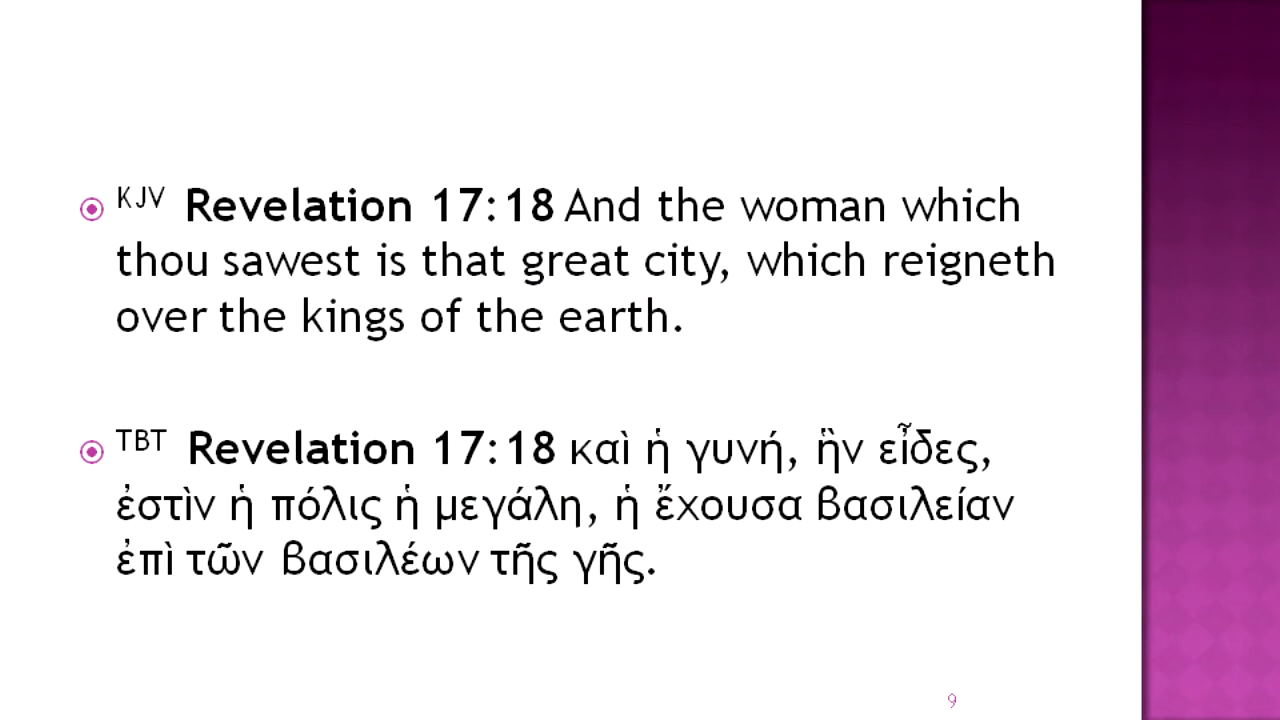 KJV Revelation 17:18 And the woman which
thou sawest is that great city, which reigneth
over the kings of the earth.
TBT Revelation 17:18 καὶ ἡ γυνή, ἣν εἶδες,
ἐστὶν ἡ πόλις ἡ μεγάλη, ἡ ἔχουσα βασιλείαν
ἐπὶ τῶν βασιλέων τῆς γῆς.
9